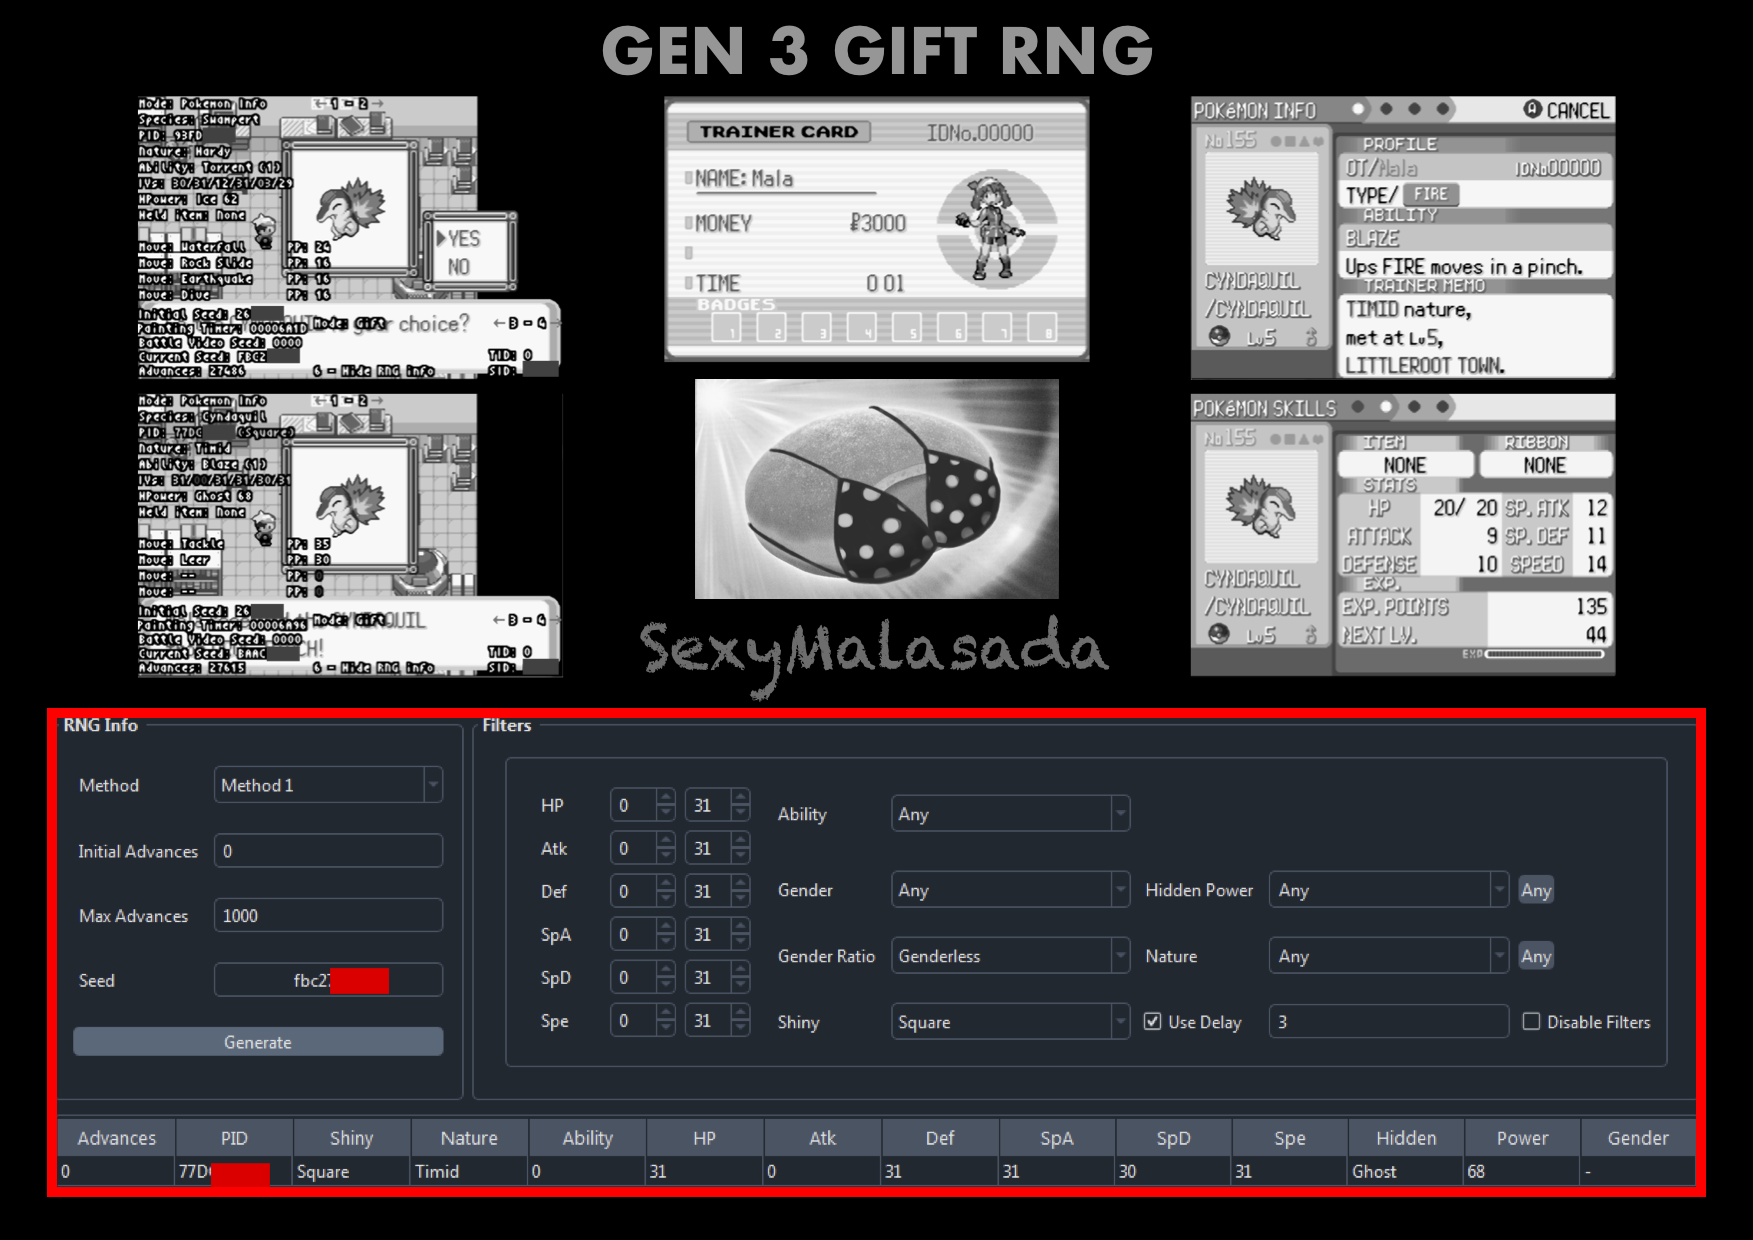 GEN 3 GIFT RNG
Mode: Pokemon Info
←1 - 2→
Species: Swampert
PID: 93FD
Nature: Hardy
Ability: Torrent (1)
IVs: 30/31/12/31/03/29
HPower: Ice 62
Held item: None
Move: Waterfall PP: 24
Move: Rock Slide PP: 16
Move: Earthquake PP: 16
Move: Dive PP: 16
▶YES
NO
Initial Seed: 26
Painting Timer: 00006A1D
Mode: Gift
your choice?
←3 - 4→
Battle Video Seed: 0000
Current Seed: FBC2
TID: 0
Advances: 27486
6 - Hide RNG info
SID:
Mode: Pokemon Info
←1 - 2→
Species: Cyndaquil
PID: 77DC (Square)
Nature: Timid
Ability: Blaze (1)
IVs: 31/00/31/31/30/31
HPower: Ghost 68
Held item: None
Move: Tackle PP: 35
Move: Leer PP: 30
Move: -- PP: 0
Move: -- PP: 0
Initial Seed: 26
Painting Timer: 00006A96
Mode: Gift
CYNDAQUIL
←3 - 4→
Battle Video Seed: 0000
Current Seed: BAAC
CH!
TID: 0
Advances: 27615
6 - Hide RNG info
SID:
TRAINER CARD
IDNo.00000
NAME: Mala
MONEY ₽3000
TIME 0 01
BADGES
1 2 3 4 5 6 7 8
SexyMalasada
POKéMON INFO
A CANCEL
No155
PROFILE
OT/Mala IDNo00000
TYPE/ FIRE
ABILITY
BLAZE
Ups FIRE moves in a pinch.
TRAINER MEMO
TIMID nature,
met at Lv5,
LITTLEROOT TOWN.
CYNDAQUIL
/CYNDAQUIL
Lv5 ♂
POKéMON SKILLS
No155
ITEM RIBBON
NONE NONE
STATS
HP 20/ 20 SP. ATK 12
ATTACK 9 SP. DEF 11
DEFENSE 10 SPEED 14
EXP.
EXP. POINTS 135
NEXT LV. 44
EXP
CYNDAQUIL
/CYNDAQUIL
Lv5 ♂
RNG Info
Method Method 1
Initial Advances 0
Max Advances 1000
Seed fbc27
Generate
Filters
HP 0 31
Atk 0 31
Def 0 31
SpA 0 31
SpD 0 31
Spe 0 31
Ability Any
Gender Any
Hidden Power Any Any
Gender Ratio Genderless
Nature Any Any
Shiny Square
Use Delay 3
Disable Filters
Advances PID Shiny Nature Ability HP Atk Def SpA SpD Spe Hidden Power Gender
0 77D Square Timid 0 31 0 31 31 30 31 Ghost 68 -